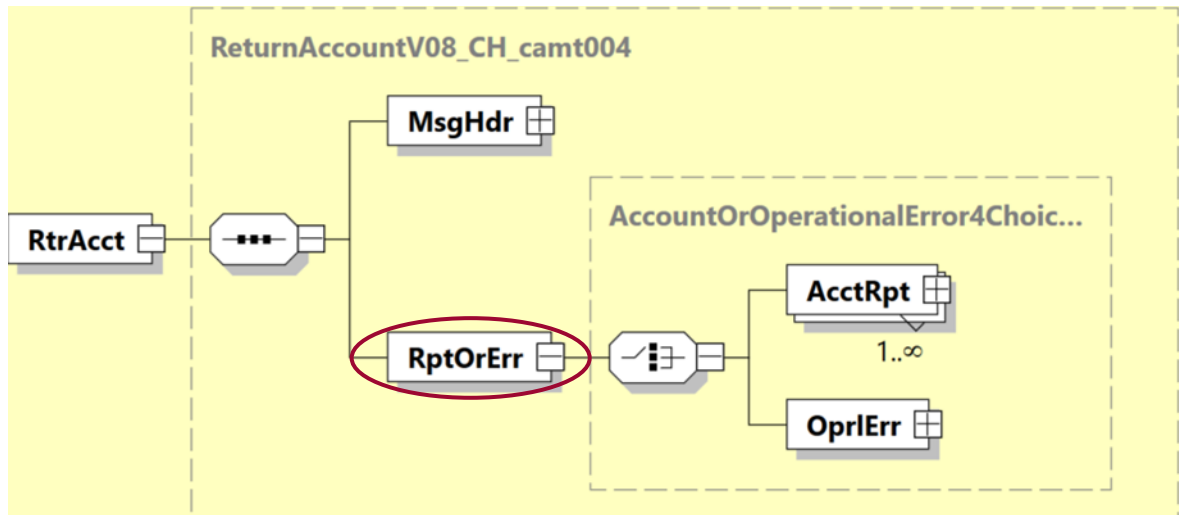 ReturnAccountV08_CH_camt004
MsgHdr
AccountOrOperationalError4Choic...
RtrAcct
AcctRpt
1..∞
RptOrErr
OprlErr